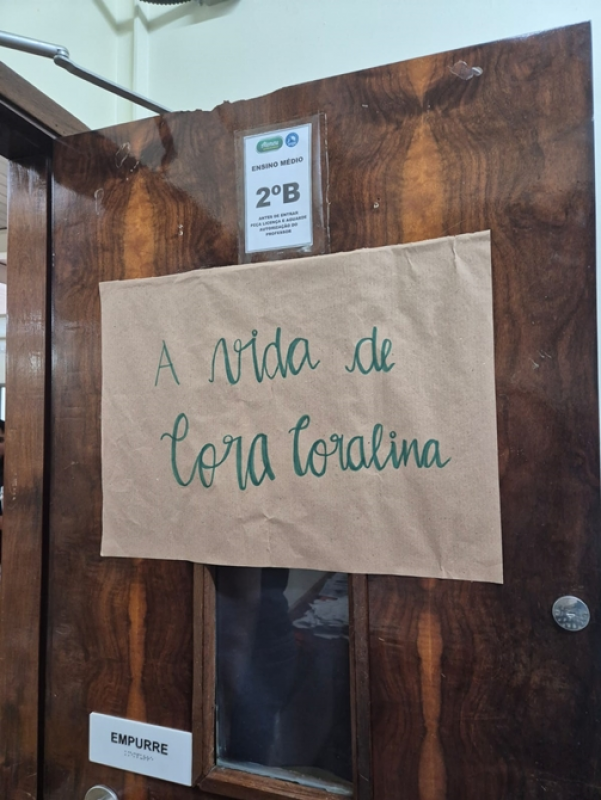 ENSINO MÉDIO
2ºB
ANTES DE ENTRAR
PEÇA LICENÇA E AGUARDE
AUTORIZAÇÃO DO
PROFESSOR
A vida de
Cora Coralina
EMPURRE